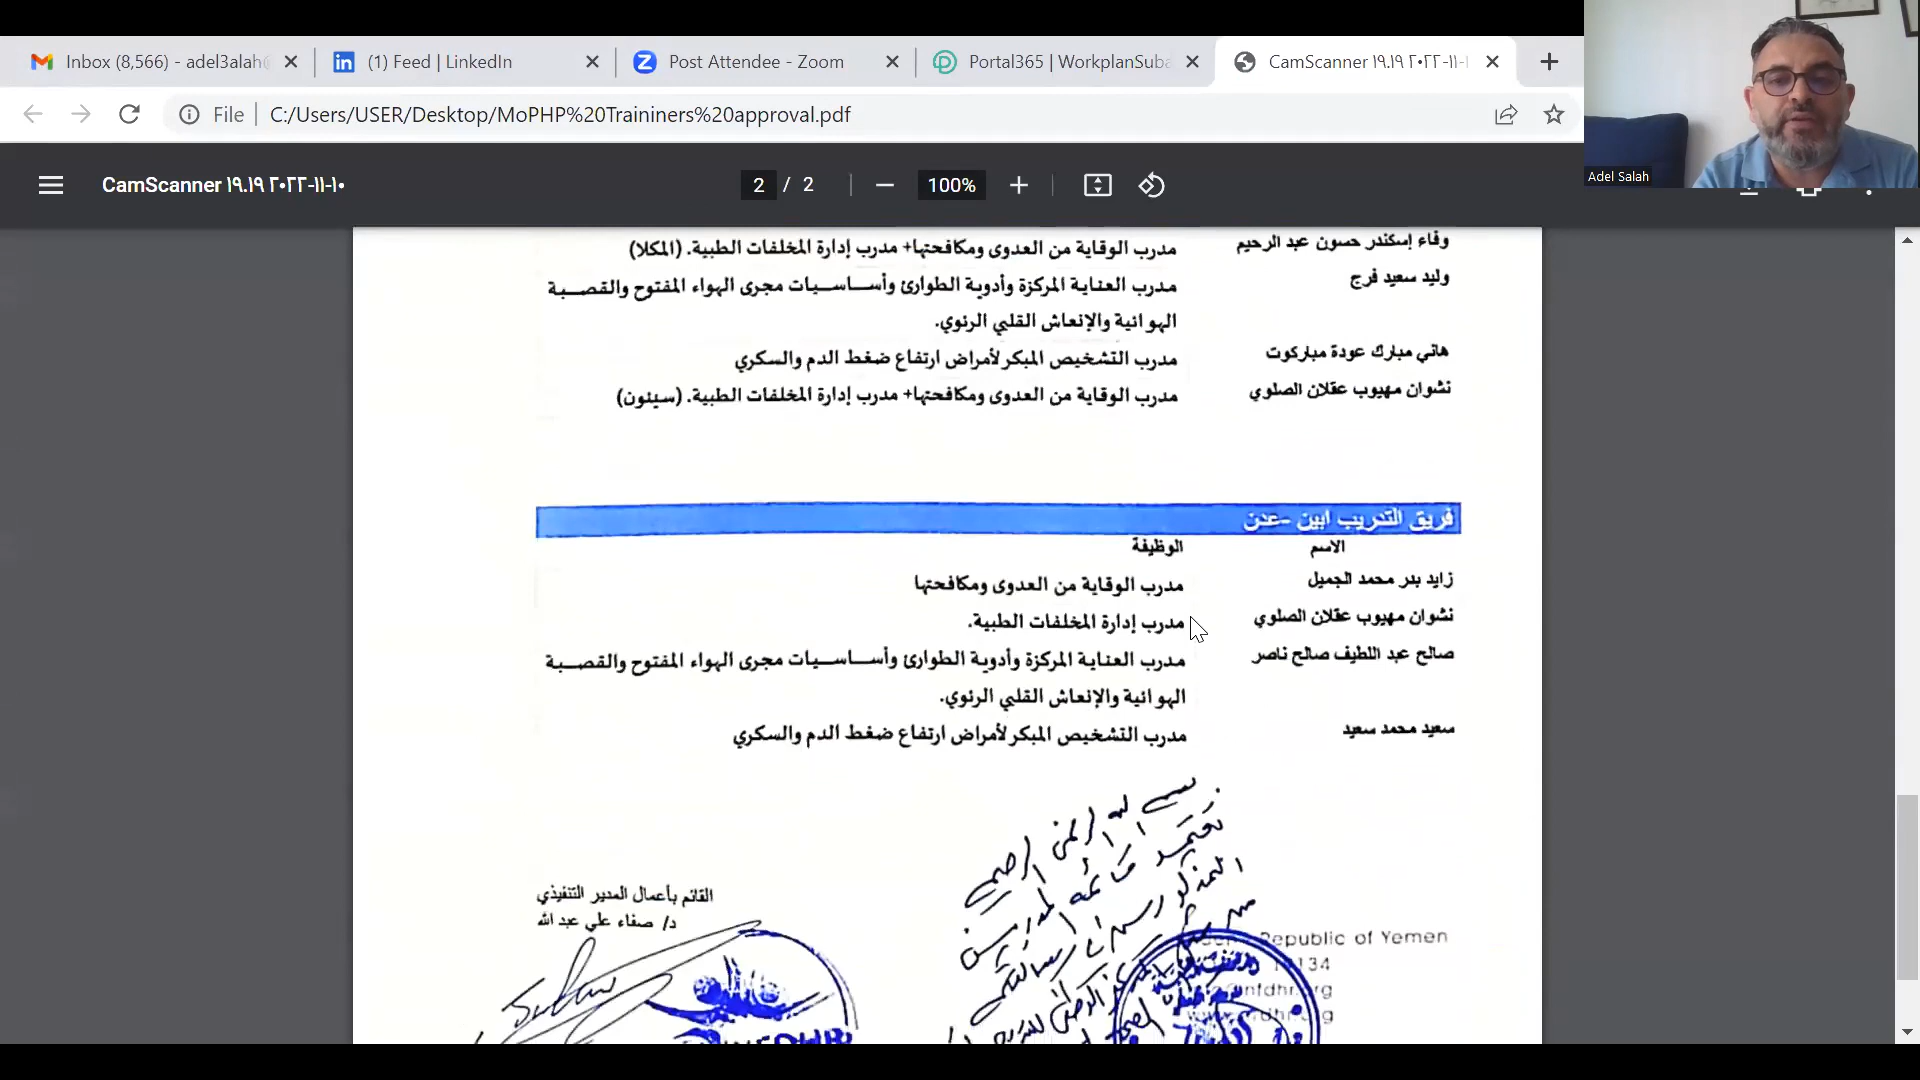 Inbox (8,566) - adel3alah@
(1) Feed | LinkedIn
Post Attendee - Zoom
Portal365 | WorkplanSuba
CamScanner ١٠-١١-٢٠٢٢ ١٩.١٩
File
C:/Users/USER/Desktop/MoPHP%20Traininers%20approval.pdf
Adel Salah
CamScanner ١٠-١١-٢٠٢٢ ١٩.١٩
2 / 2
100%
وفاء إسكندر حسون عبد الرحيم مدرب الوقاية من العدوى ومكافحتها+ مدرب إدارة المخلفات الطبية. (المكلا)
وليد سعيد فرج مدرب العناية المركزة وأدوية الطوارئ وأساسيات مجرى الهواء المفتوح والقصبة
الهوائية والإنعاش القلبي الرئوي.
هاني مبارك عودة مباركوت مدرب التشخيص المبكر لأمراض ارتفاع ضغط الدم والسكري
نشوان مهيوب عقلان الصلوي مدرب الوقاية من العدوى ومكافحتها+ مدرب إدارة المخلفات الطبية. (سيئون)
فريق التدريب ابين -عدن
الاسم الوظيفة
زايد بدر محمد الجميل مدرب الوقاية من العدوى ومكافحتها
نشوان مهيوب عقلان الصلوي مدرب إدارة المخلفات الطبية.
صالح عبد اللطيف صالح ناصر مدرب العناية المركزة وأدوية الطوارئ وأساسيات مجرى الهواء المفتوح والقصبة
الهوائية والإنعاش القلبي الرئوي.
سعيد محمد سعيد مدرب التشخيص المبكر لأمراض ارتفاع ضغط الدم والسكري
القائم بأعمال المدير التنفيذي
د/ صفاء علي عبد الله
Republic of Yemen